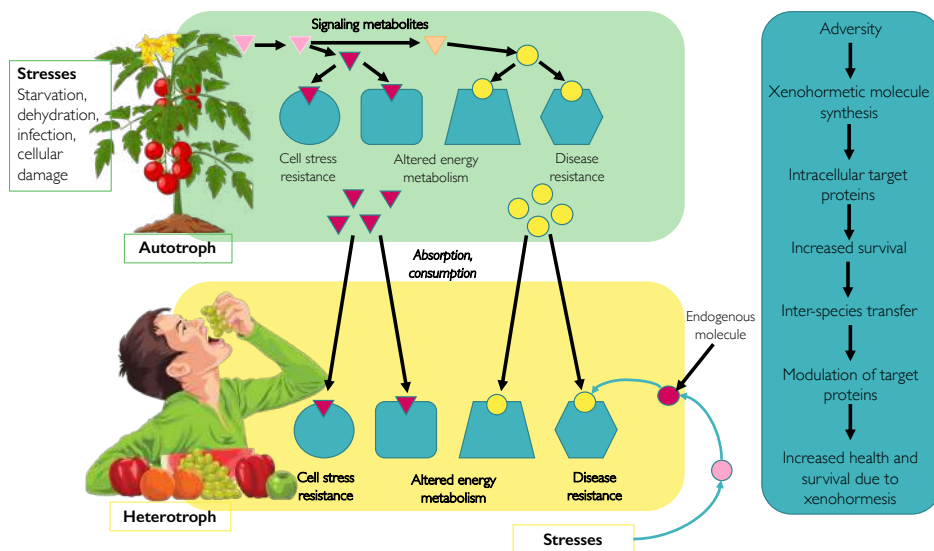 Signaling metabolites
Stresses
Starvation,
dehydration,
infection,
cellular
damage
Cell stress
resistance
Altered energy
metabolism
Disease
resistance
Autotroph
Absorption,
consumption
Endogenous
molecule
Cell stress
resistance
Altered energy
metabolism
Disease
resistance
Heterotroph
Stresses
Adversity
Xenohormetic molecule
synthesis
Intracellular target
proteins
Increased survival
Inter-species transfer
Modulation of target
proteins
Increased health and
survival due to
xenohormesis